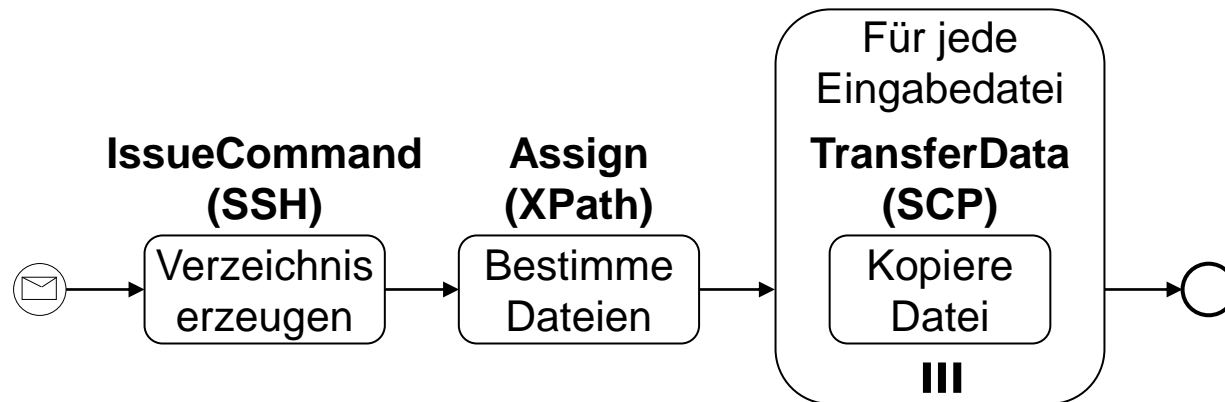 Für jede
Eingabedatei
IssueCommand
(SSH)
Assign
(XPath)
TransferData
(SCP)
Verzeichnis
erzeugen
Bestimme
Dateien
Kopiere
Datei